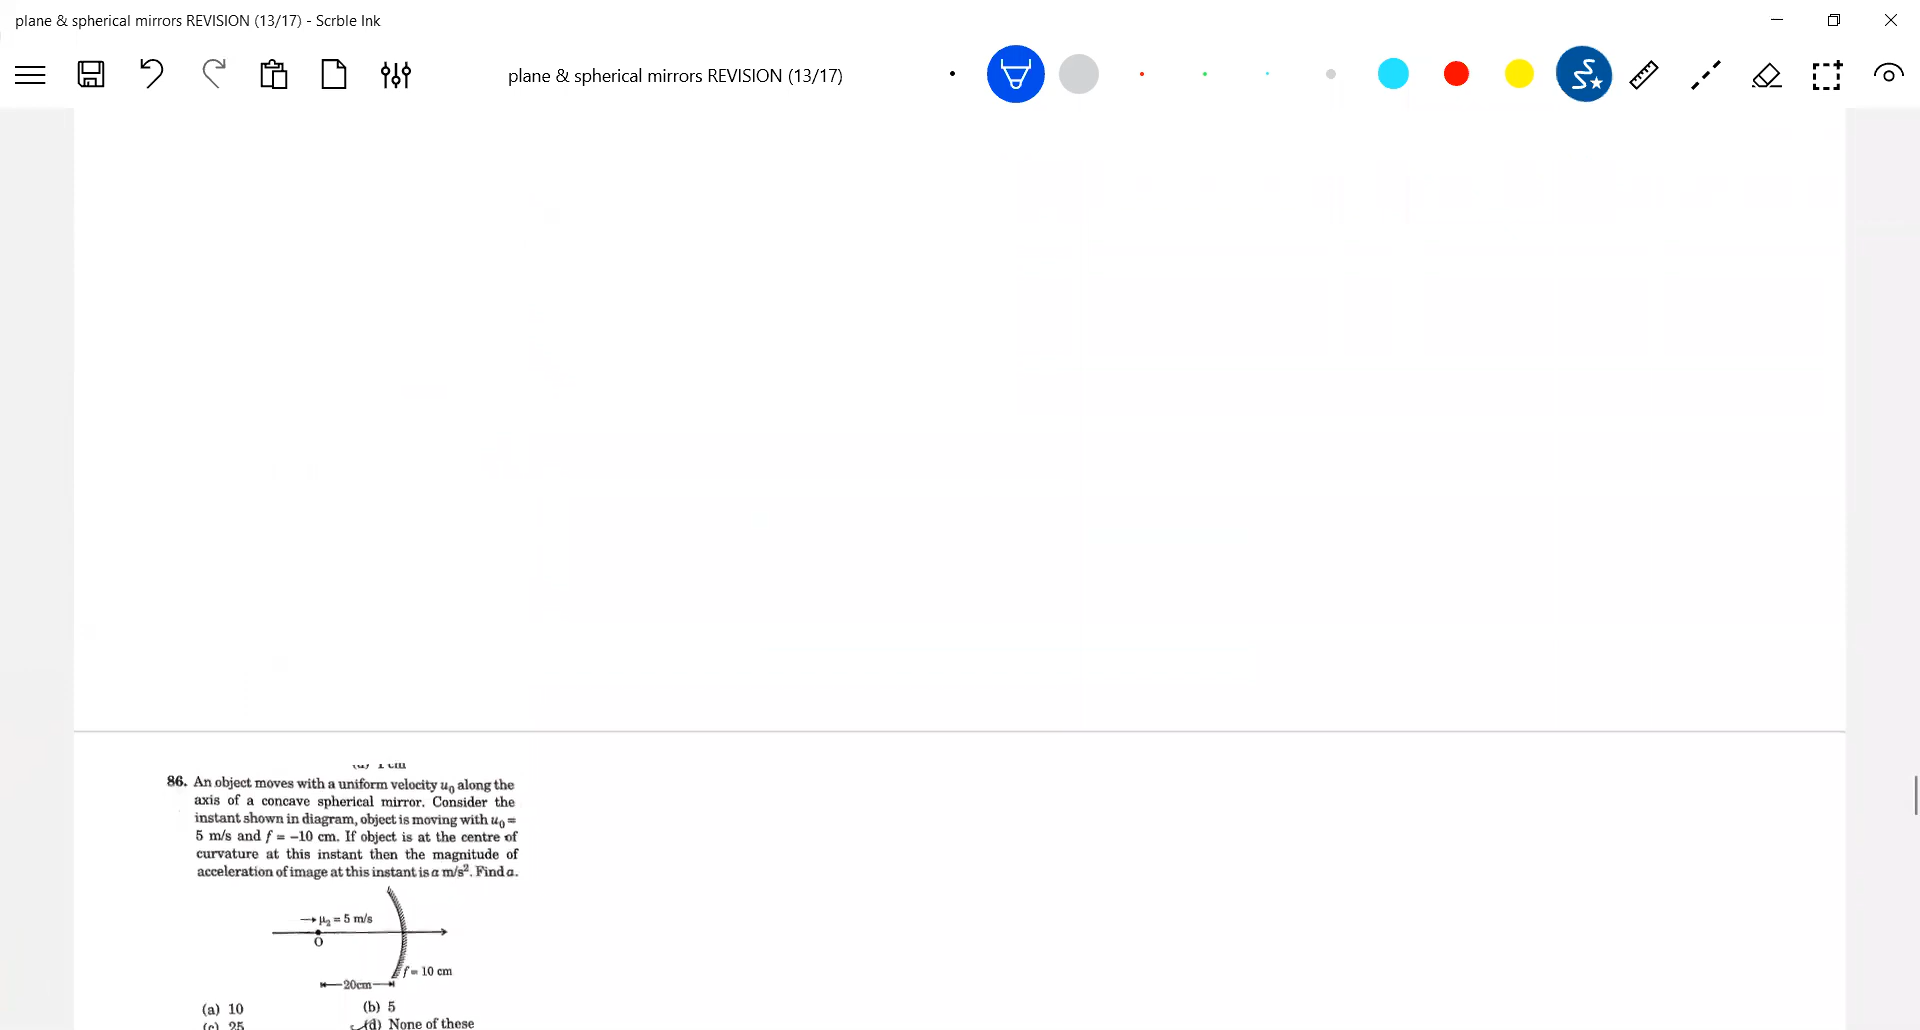 plane & spherical mirrors REVISION (13/17) - Scrble Ink
plane & spherical mirrors REVISION (13/17)
86. An object moves with a uniform velocity u₀ along the
axis of a concave spherical mirror. Consider the
instant shown in diagram, object is moving with u₀ =
5 m/s and f = −10 cm. If object is at the centre of
curvature at this instant then the magnitude of
acceleration of image at this instant is a m/s². Find a.
μ₂ = 5 m/s
O
f = 10 cm
20cm
(a) 10 (b) 5
(c) 25 (d) None of these